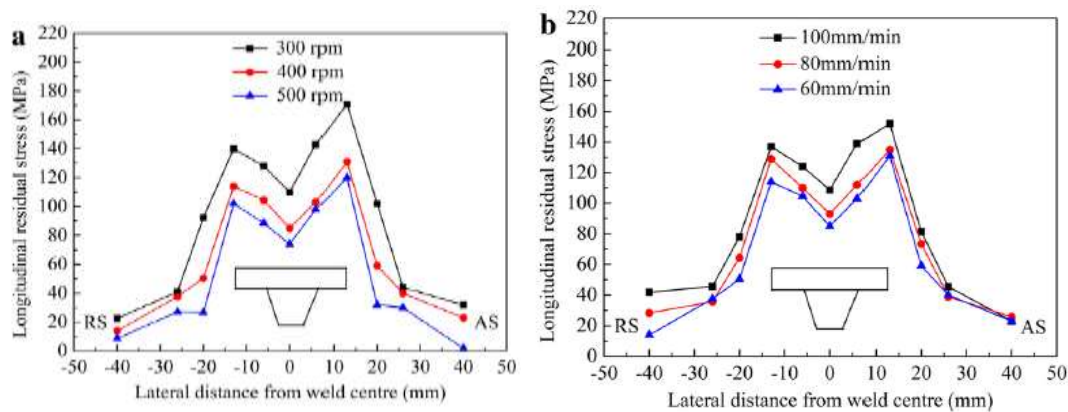 a
300 rpm
400 rpm
500 rpm
Longitudinal residual stress (MPa)
220
200
180
160
140
120
100
80
60
40
20
0
RS
AS
-50 -40 -30 -20 -10 0 10 20 30 40 50
Lateral distance from weld centre (mm)
b
100mm/min
80mm/min
60mm/min
Longitudinal residual stress (MPa)
220
200
180
160
140
120
100
80
60
40
20
0
RS
AS
-50 -40 -30 -20 -10 0 10 20 30 40 50
Lateral distance from weld centre (mm)